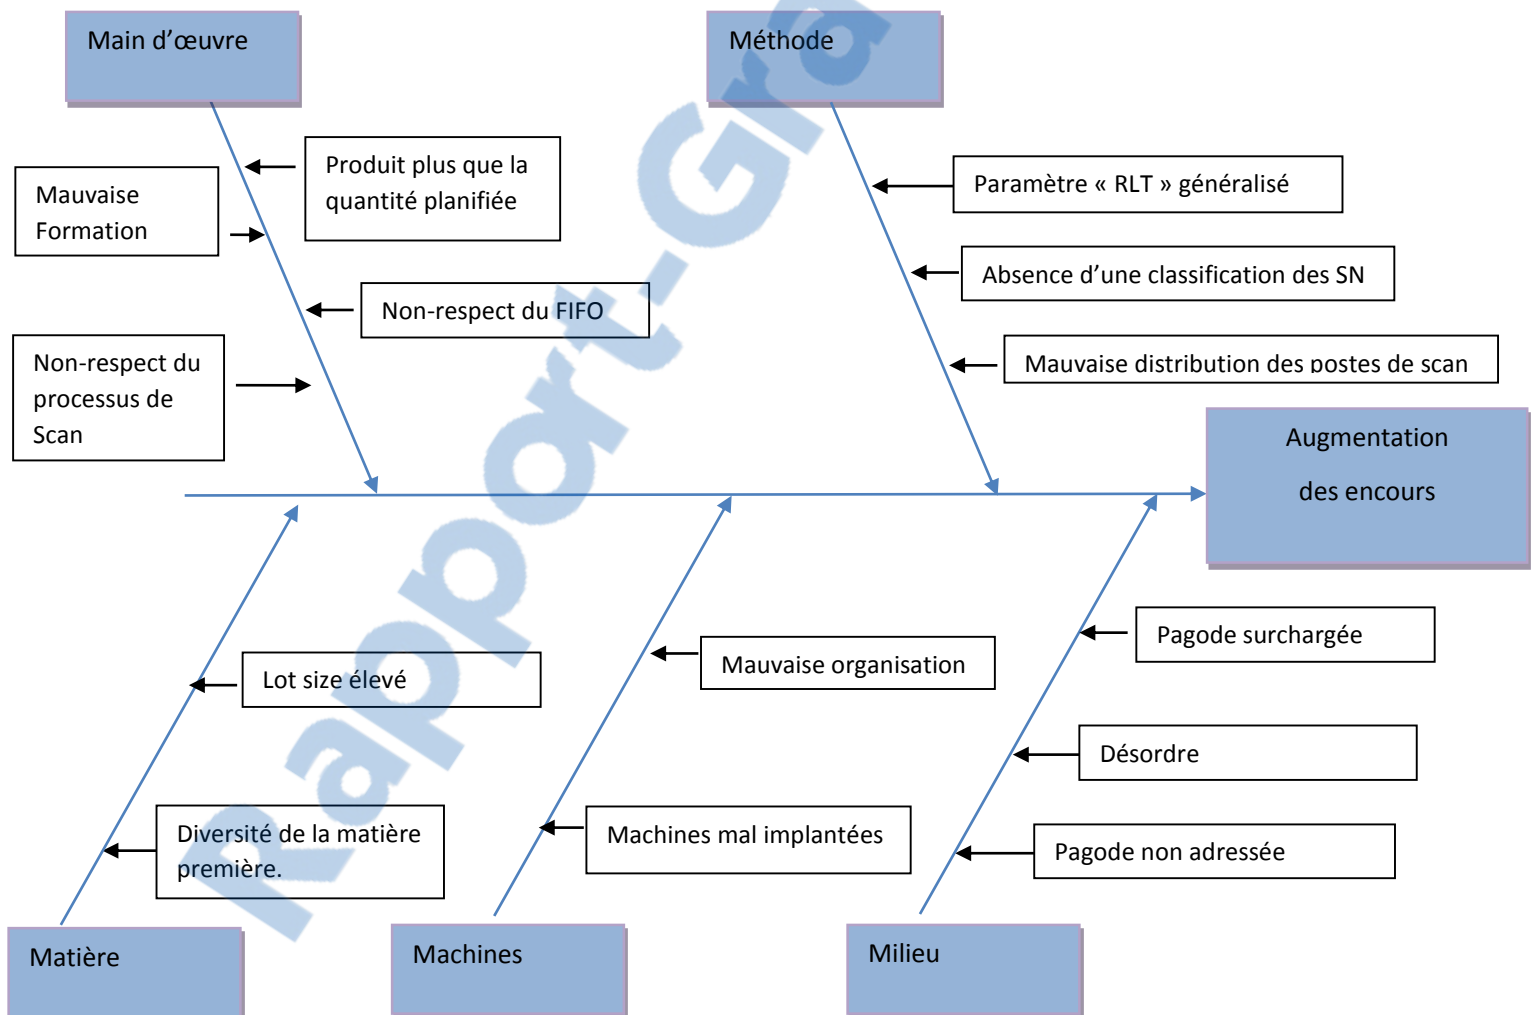 Main d’œuvre
Méthode
Produit plus que la
quantité planifiée
Mauvaise
Formation
Paramètre « RLT » généralisé
Absence d’une classification des SN
Non-respect du FIFO
Non-respect du
processus de
Scan
Mauvaise distribution des postes de scan
Augmentation
des encours
Pagode surchargée
Mauvaise organisation
Lot size élevé
Désordre
Diversité de la matière
première.
Machines mal implantées
Pagode non adressée
Matière
Machines
Milieu
Rapport-Gra